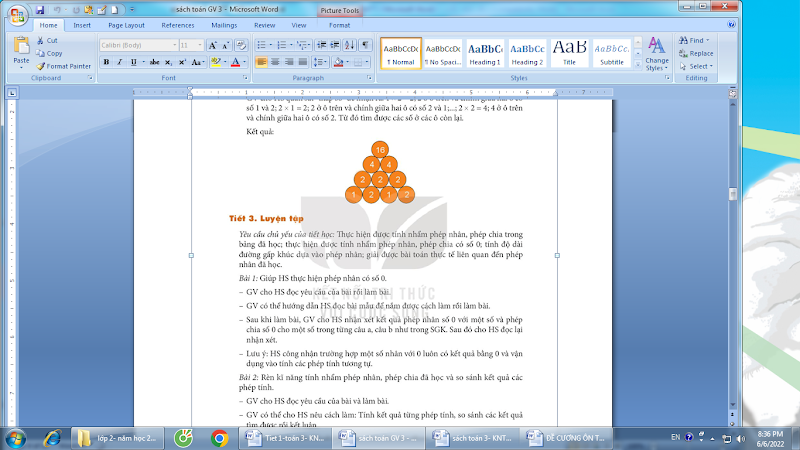 sách toán GV 3 - Microsoft Word
Picture Tools
Home Insert Page Layout References Mailings Review View Format
Paste
Cut
Copy
Format Painter
Clipboard
Calibri (Body) 11
B I U abe X₂ X² Aa
Font
Paragraph
AaBbCcDc AaBbCcDc AaBbCc AaBbCc AaB AaBbCcL
¶ Normal ¶ No Spaci... Heading 1 Heading 2 Title Subtitle
Change Styles
Styles
Find
Replace
Select
Editing
số 1 và 2; 2 × 1 = 2; 2 ở ô trên và chính giữa hai ô có số 2 và 1;...; 2 × 2 = 4; 4 ở ô trên
và chính giữa hai ô có số 2. Từ đó tìm được các số ở các ô còn lại.
Kết quả:
16
4 4
2 2 2
1 2 1 2
Tiết 3. Luyện tập
Yêu cầu chủ yếu của tiết học: Thực hiện được tính nhẩm phép nhân, phép chia trong
bảng đã học; thực hiện được tính nhẩm phép nhân, phép chia có số 0; tính độ dài
đường gấp khúc dựa vào phép nhân; giải được bài toán thực tế liên quan đến phép
nhân đã học.
Bài 1: Giúp HS thực hiện phép nhân có số 0.
– GV cho HS đọc yêu cầu của bài rồi làm bài.
KẾT NỐI TRI THỨC
– GV có thể hướng dẫn HS đọc bài mẫu để nắm được cách làm rồi làm bài.
VỚI CUỘC SỐNG
– Sau khi làm bài, GV cho HS nhận xét kết quả phép nhân số 0 với một số và phép
chia số 0 cho một số trong từng câu a, câu b như trong SGK. Sau đó cho HS đọc lại
nhận xét.
– Lưu ý: HS công nhận trường hợp một số nhân với 0 luôn có kết quả bằng 0 và vận
dụng vào tính các phép tính tương tự.
Bài 2: Rèn kĩ năng tính nhẩm phép nhân, phép chia đã học và so sánh kết quả các
phép tính.
– GV cho HS đọc yêu cầu của bài và làm bài.
– GV có thể cho HS nêu cách làm: Tính kết quả từng phép tính, so sánh các kết quả
tìm được rồi kết luận
lớp 2- năm học 2... Tiet 1-toán 3- KN... sách toán GV 3 - ... sách toán 3- KNT... ĐỀ CƯƠNG ÔN T...
EN
8:36 PM
6/6/2022